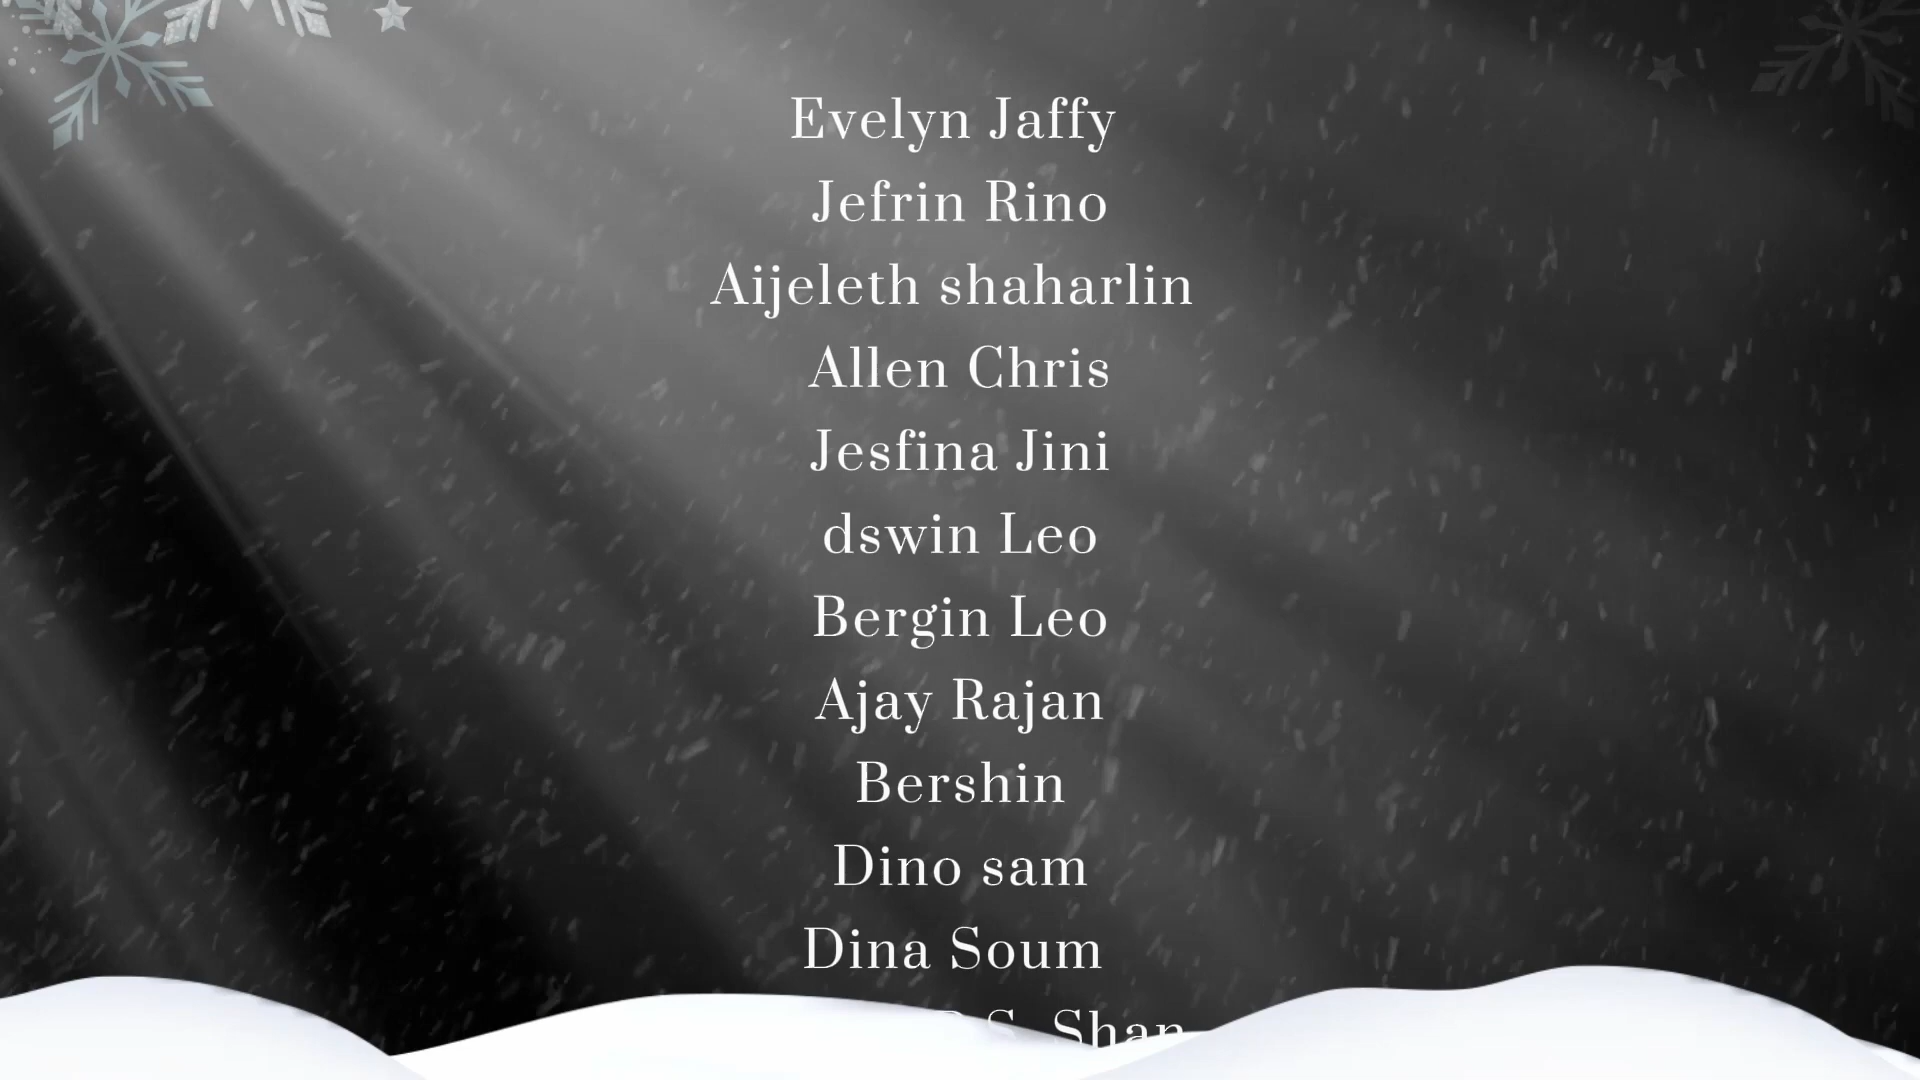 Evelyn Jaffy
Jefrin Rino
Aijeleth shaharlin
Allen Chris
Jesfina Jini
dswin Leo
Bergin Leo
Ajay Rajan
Bershin
Dino sam
Dina Soum